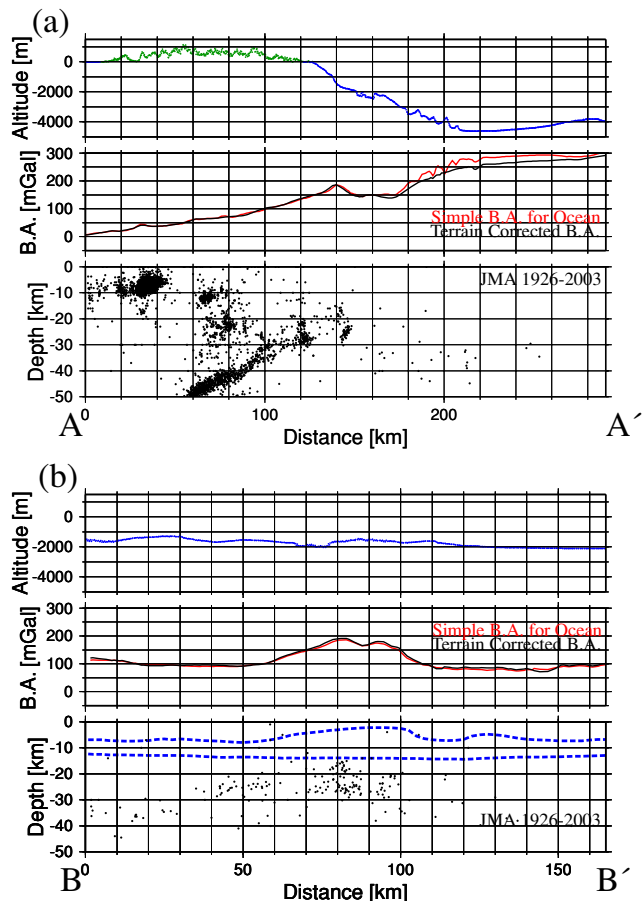 (a)
Altitude [m]
0
-2000
-4000
B.A. [mGal]
300
200
100
0
Simple B.A. for Ocean
Terrain Corrected B.A.
Depth [km]
0
-10
-20
-30
-40
-50
JMA 1926-2003
0
100
200
A
Distance [km]
A´
(b)
Altitude [m]
0
-2000
-4000
B.A. [mGal]
300
200
100
0
Simple B.A. for Ocean
Terrain Corrected B.A.
Depth [km]
0
-10
-20
-30
-40
-50
JMA 1926-2003
0
50
100
150
B
Distance [km]
B´